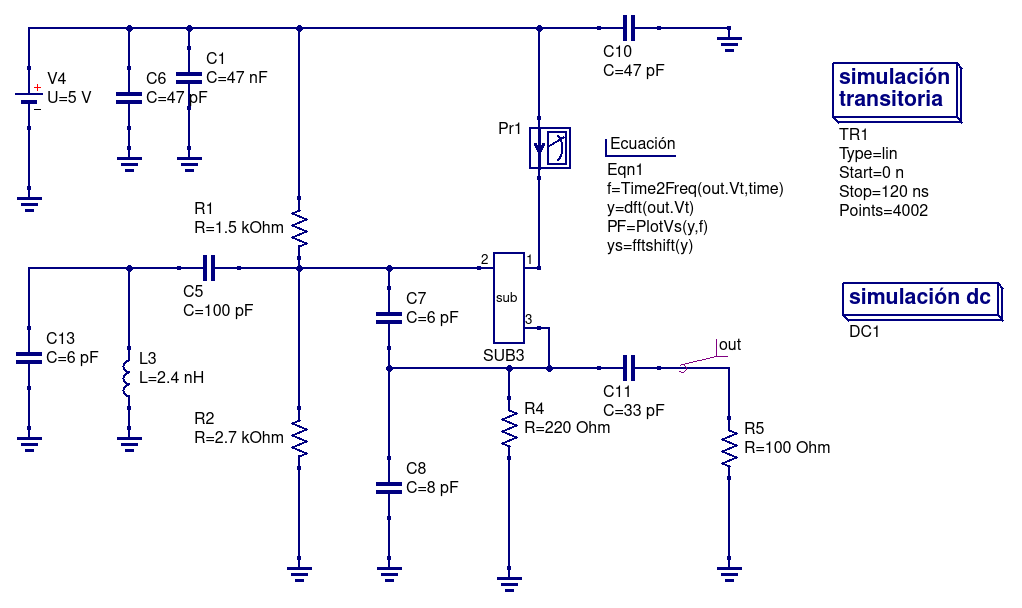 V4
U=5 V
C6
C=47 pF
C1
C=47 nF
C10
C=47 pF
Pr1
Ecuación
Eqn1
f=Time2Freq(out.Vt,time)
y=dft(out.Vt)
PF=PlotVs(y,f)
ys=fftshift(y)
simulación
transitoria
TR1
Type=lin
Start=0 n
Stop=120 ns
Points=4002
R1
R=1.5 kOhm
2
1
sub
3
SUB3
C5
C=100 pF
C7
C=6 pF
simulación dc
DC1
C13
C=6 pF
L3
L=2.4 nH
out
C11
C=33 pF
R2
R=2.7 kOhm
R4
R=220 Ohm
R5
R=100 Ohm
C8
C=8 pF